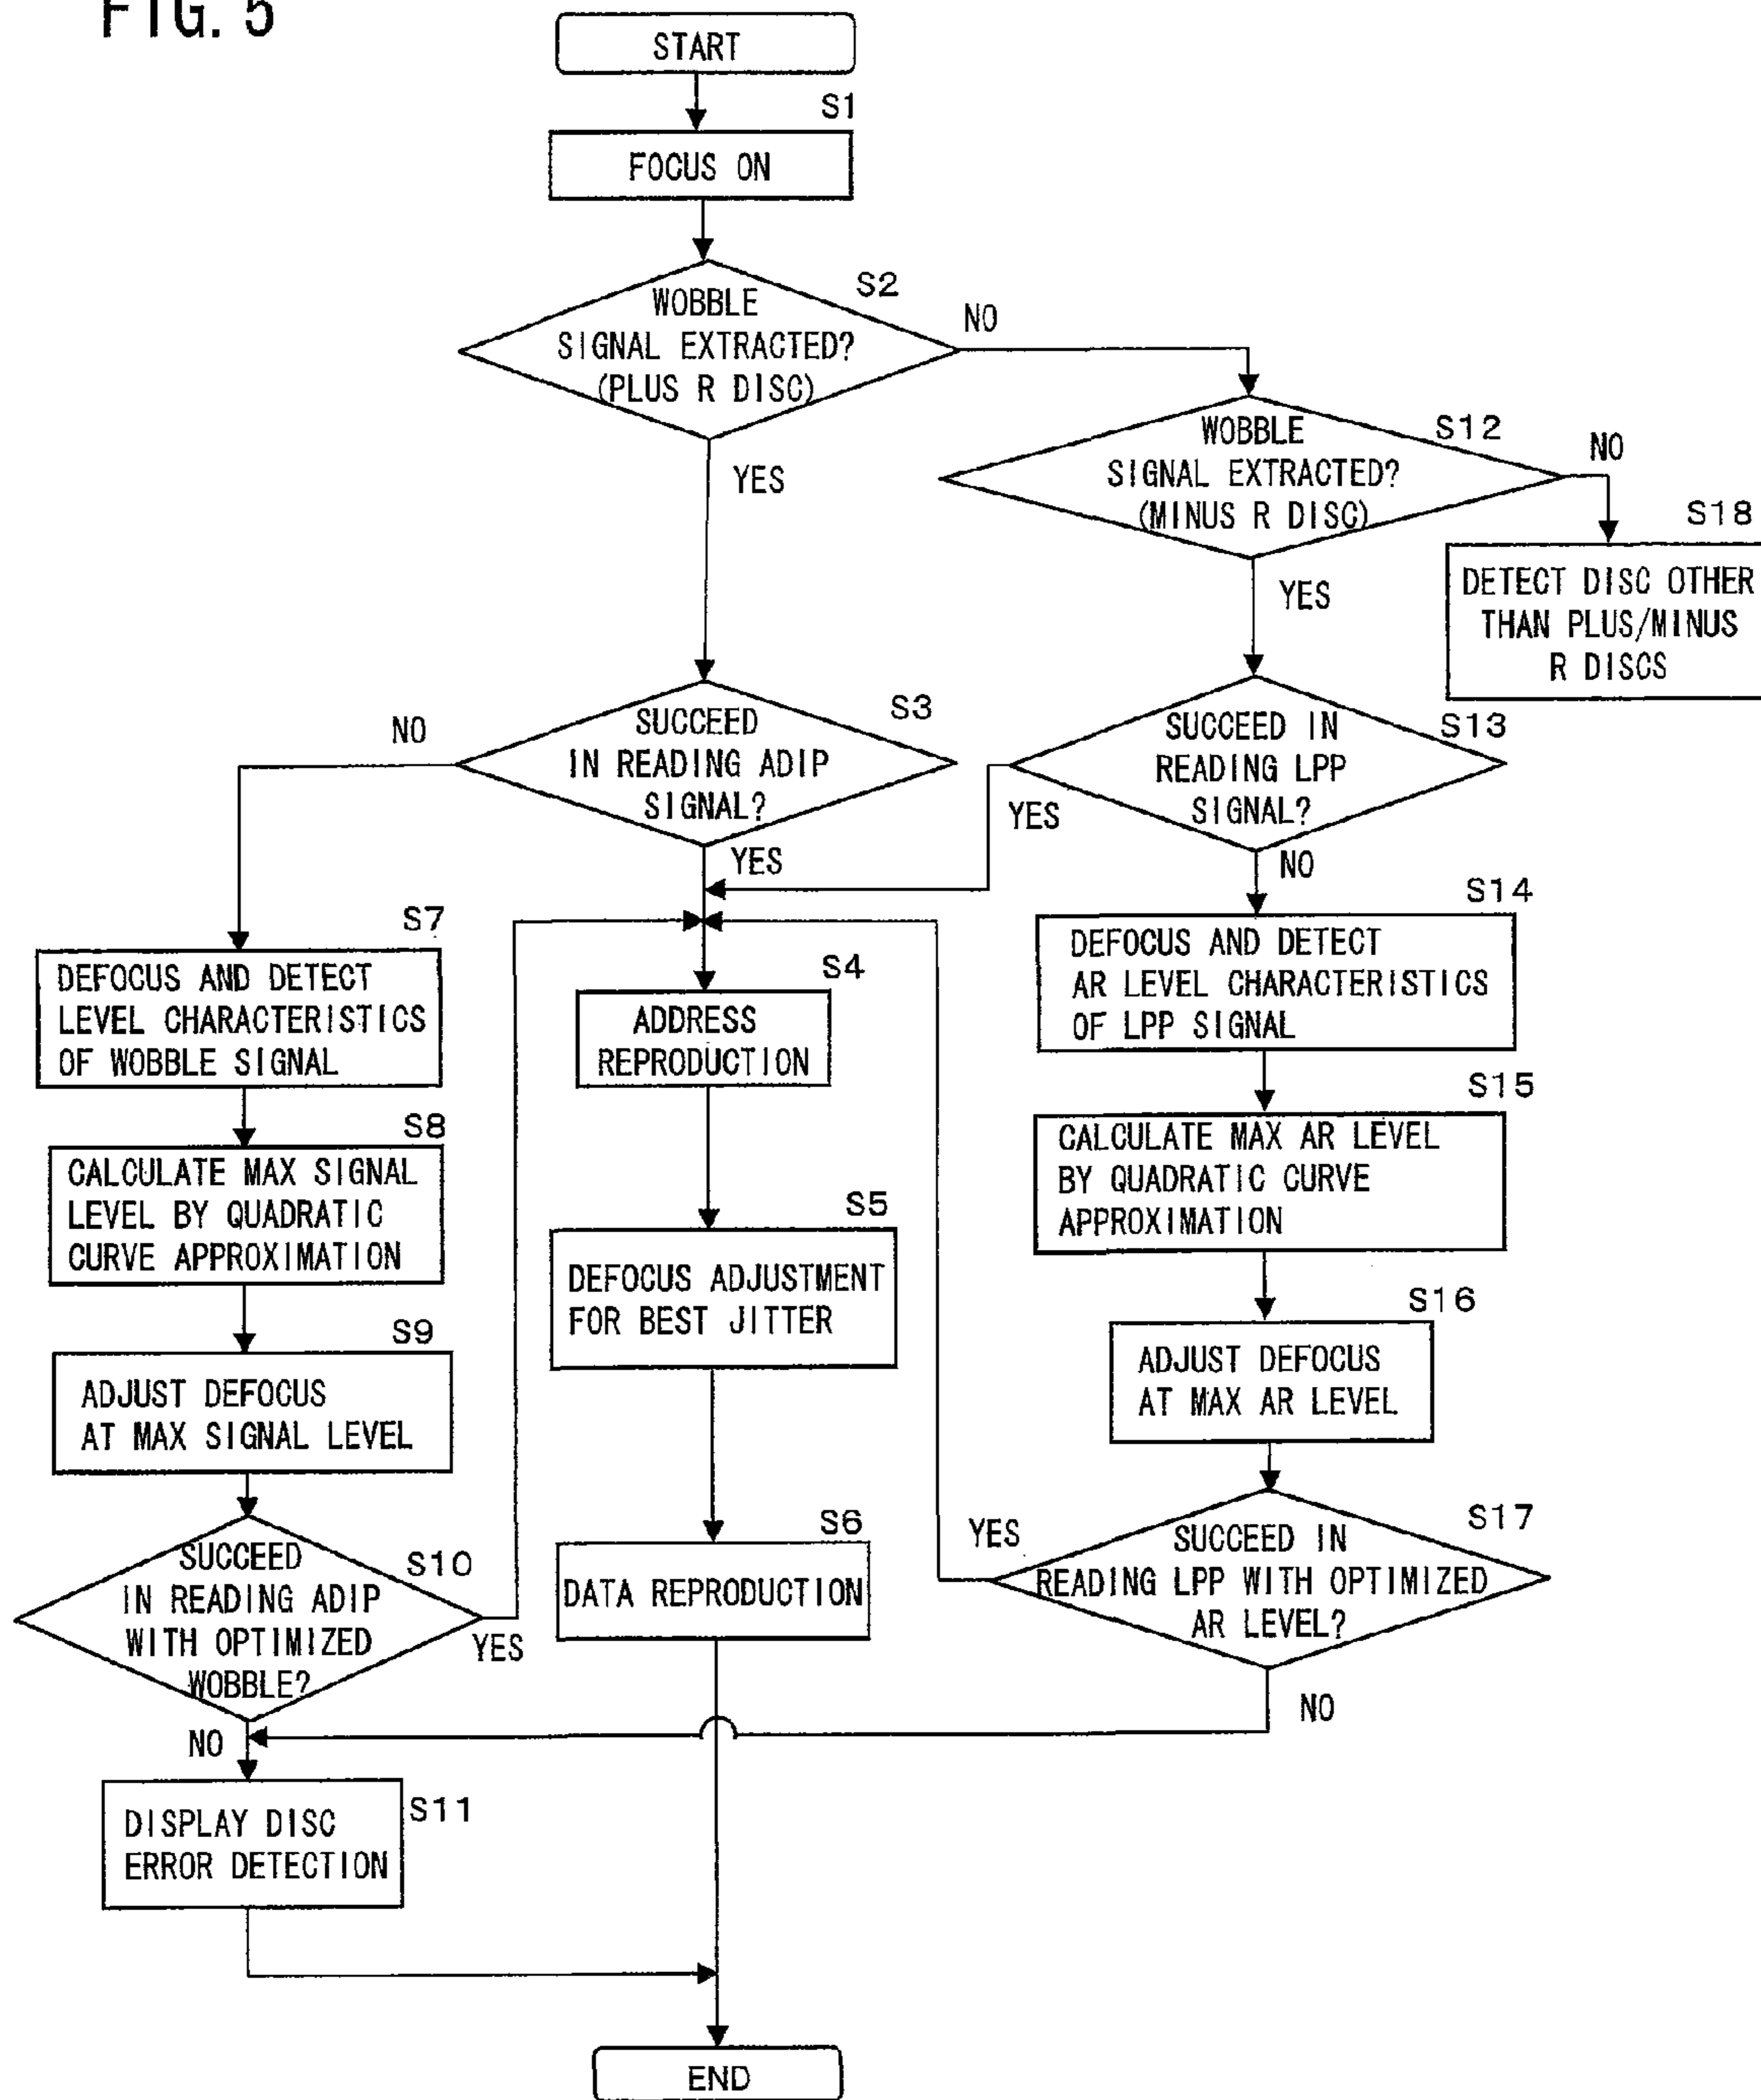 FIG. 5
START
S1
FOCUS ON
S2
WOBBLE
SIGNAL EXTRACTED?
(PLUS R DISC)
NO
YES
S12
WOBBLE
SIGNAL EXTRACTED?
(MINUS R DISC)
NO
YES
S18
DETECT DISC OTHER
THAN PLUS/MINUS
R DISCS
S3
SUCCEED
IN READING ADIP
SIGNAL?
NO
YES
S13
SUCCEED IN
READING LPP
SIGNAL?
YES
NO
S7
DEFOCUS AND DETECT
LEVEL CHARACTERISTICS
OF WOBBLE SIGNAL
S4
ADDRESS
REPRODUCTION
S14
DEFOCUS AND DETECT
AR LEVEL CHARACTERISTICS
OF LPP SIGNAL
S8
CALCULATE MAX SIGNAL
LEVEL BY QUADRATIC
CURVE APPROXIMATION
S5
DEFOCUS ADJUSTMENT
FOR BEST JITTER
S15
CALCULATE MAX AR LEVEL
BY QUADRATIC CURVE
APPROXIMATION
S9
ADJUST DEFOCUS
AT MAX SIGNAL LEVEL
S16
ADJUST DEFOCUS
AT MAX AR LEVEL
S10
SUCCEED
IN READING ADIP
WITH OPTIMIZED
WOBBLE?
YES
NO
S6
DATA REPRODUCTION
S17
SUCCEED IN
READING LPP WITH OPTIMIZED
AR LEVEL?
YES
NO
S11
DISPLAY DISC
ERROR DETECTION
END